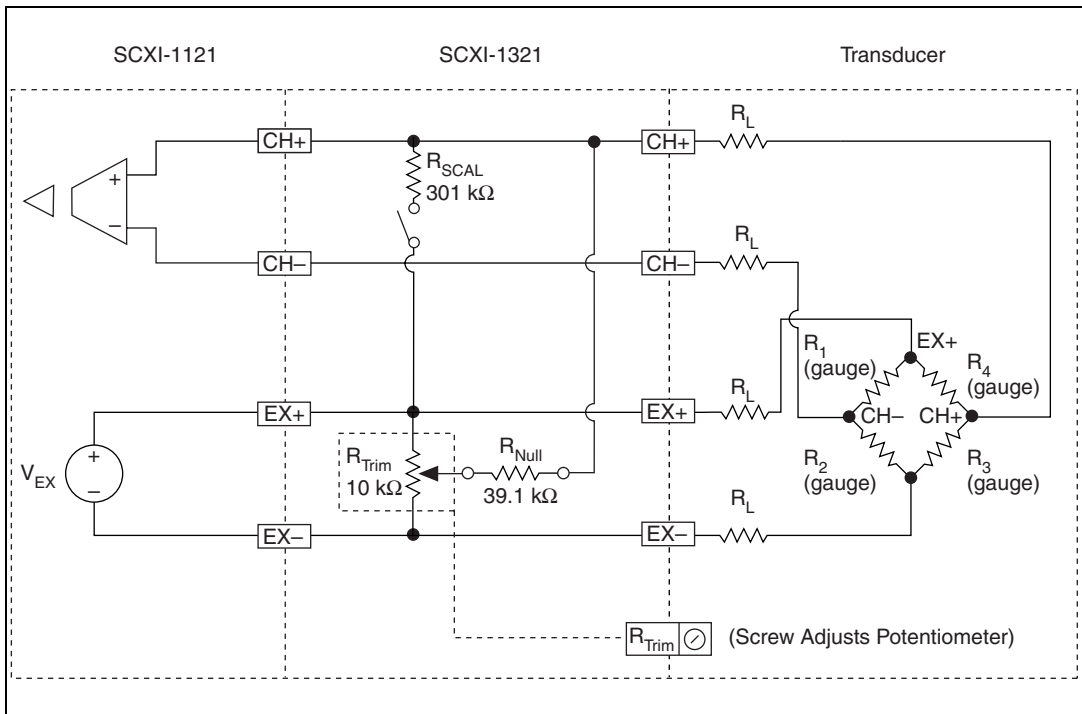 SCXI-1121
SCXI-1321
Transducer
CH+
CH+
R_L
R_SCAL
301 kΩ
+
–
CH–
CH–
R_L
R_1
(gauge)
EX+
R_4
(gauge)
EX+
EX+
R_L
CH–
CH+
V_EX
+
–
R_Trim
10 kΩ
R_Null
39.1 kΩ
R_2
(gauge)
R_3
(gauge)
EX–
EX–
R_L
R_Trim
(Screw Adjusts Potentiometer)